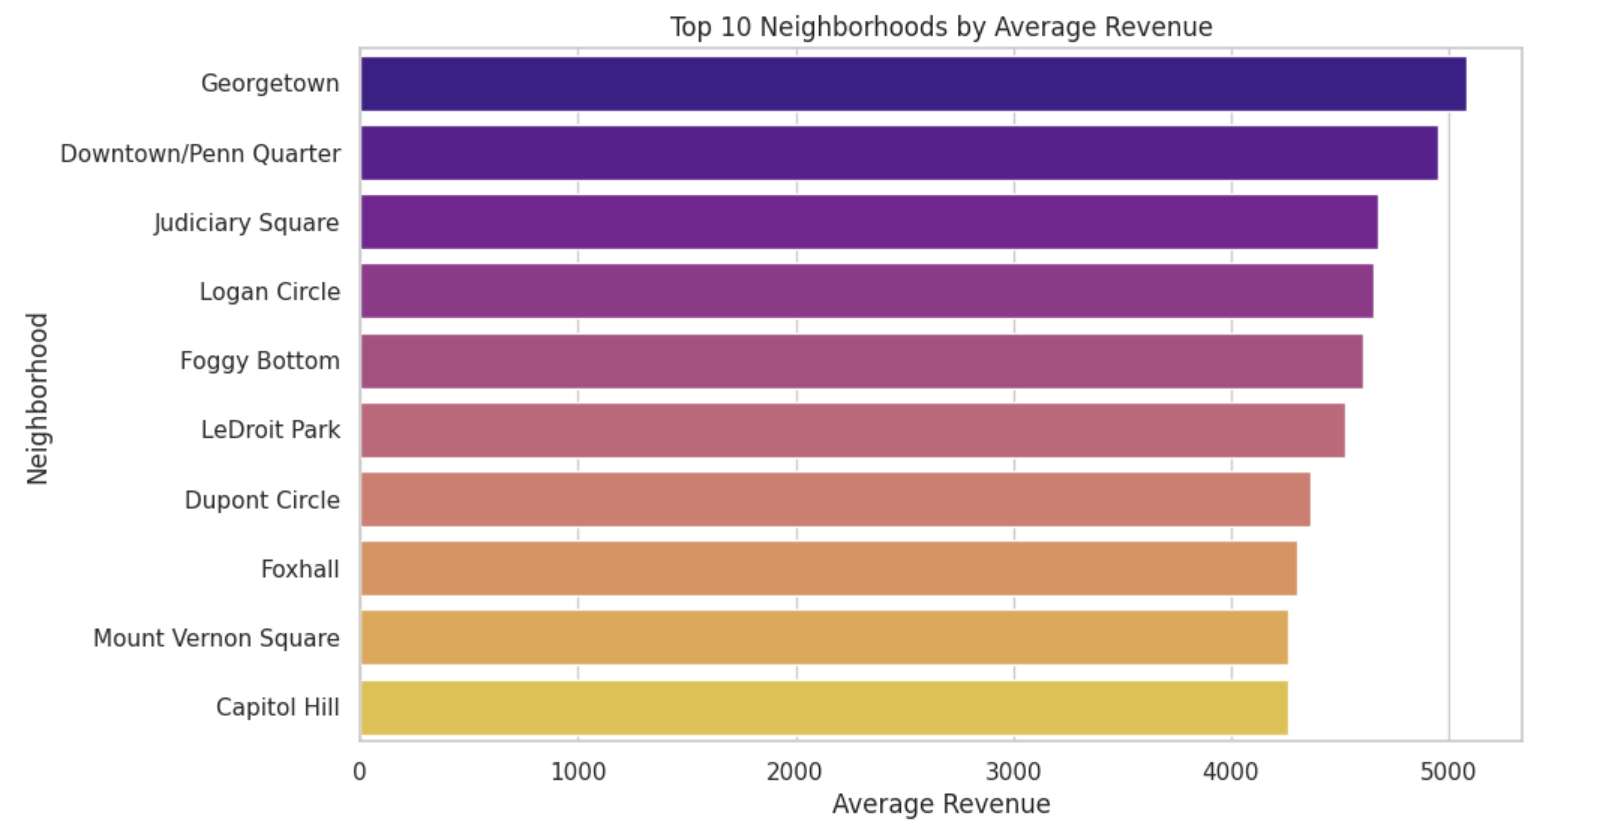 Top 10 Neighborhoods by Average Revenue
Georgetown
Downtown/Penn Quarter
Judiciary Square
Logan Circle
Foggy Bottom
LeDroit Park
Dupont Circle
Foxhall
Mount Vernon Square
Capitol Hill
Neighborhood
0 1000 2000 3000 4000 5000
Average Revenue